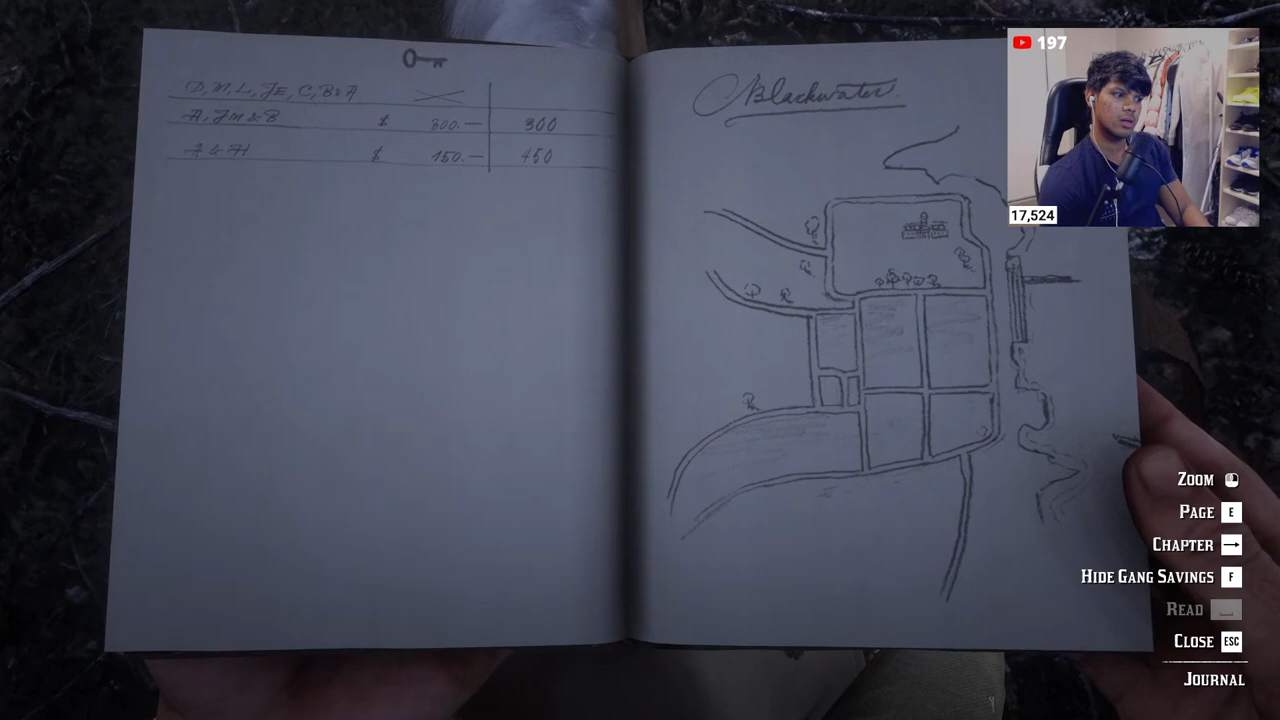 D, M, L, JE, C, B & A
A, JM & B $ 300.— 300
A & H $ 150.— 450
Blackwater.
197
17,524
ZOOM
PAGE E
CHAPTER →
HIDE GANG SAVINGS F
READ
CLOSE ESC
JOURNAL